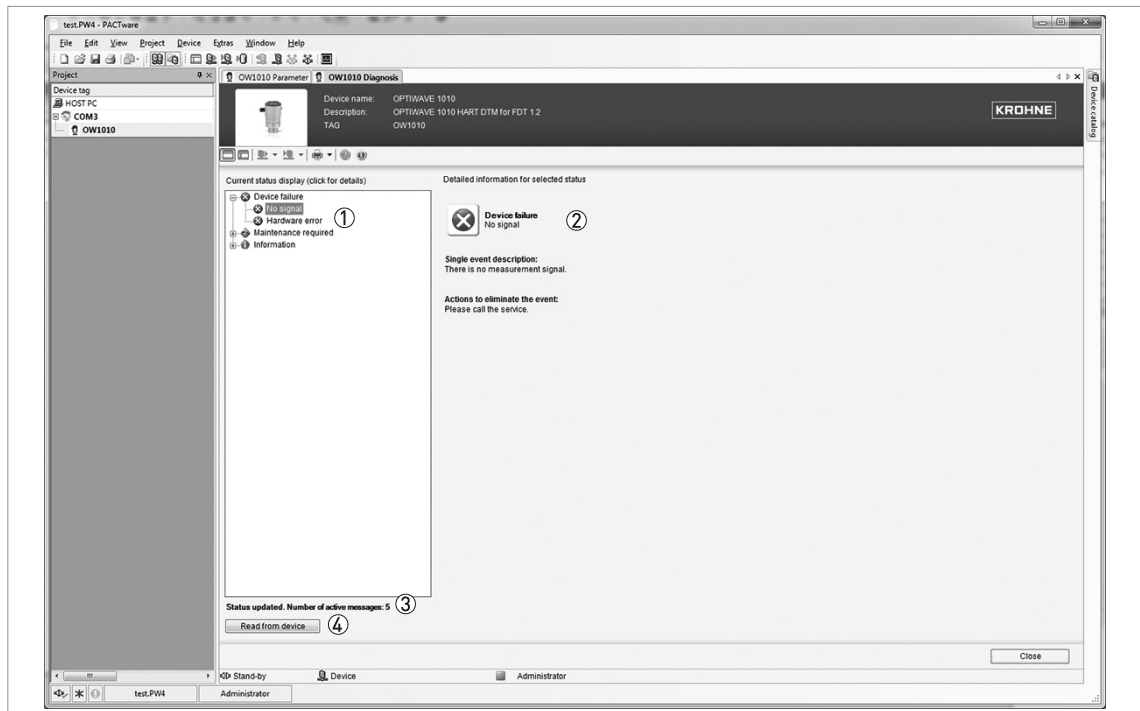 test.PW4 - PACTware
File Edit View Project Device Extras Window Help
Project
Device tag
HOST PC
COM3
OW1010
OW1010 Parameter OW1010 Diagnosis
Device name: OPTIWAVE 1010
Description: OPTIWAVE 1010 HART DTM for FDT 1.2
TAG OW1010
KROHNE
Device catalog
Current status display (click for details)
Device failure
No signal
Hardware error
Maintenance required
Information
①
Detailed information for selected status
Device failure
No signal
②
Single event description:
There is no measurement signal.
Actions to eliminate the event:
Please call the service.
Status updated. Number of active messages: 5 ③
Read from device ④
Close
Stand-by Device Administrator
test.PW4 Administrator